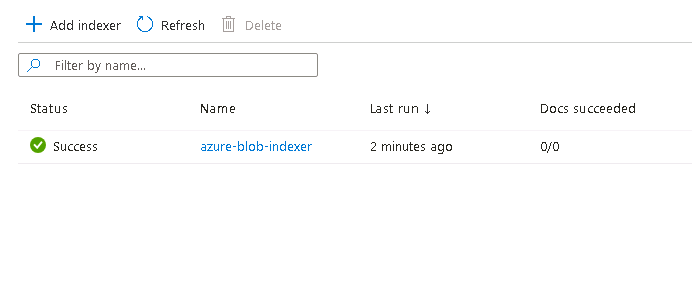 Add indexer Refresh Delete
Filter by name...
Status Name Last run ↓ Docs succeeded
Success azure-blob-indexer 2 minutes ago 0/0